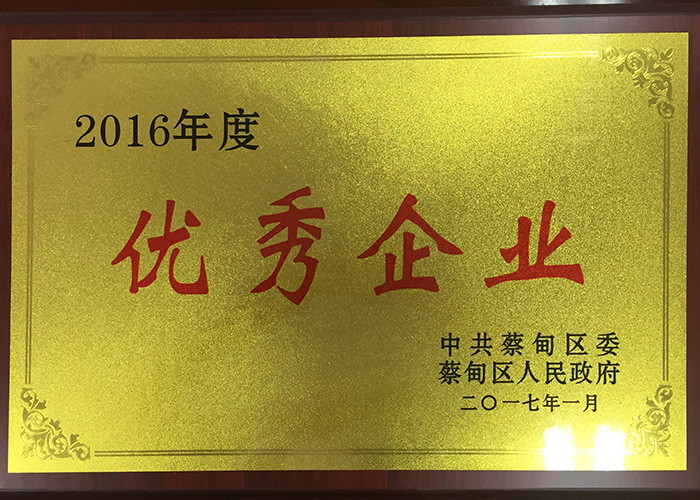 2016年度
优秀企业
中共蔡甸区委
蔡甸区人民政府
二〇一七年一月